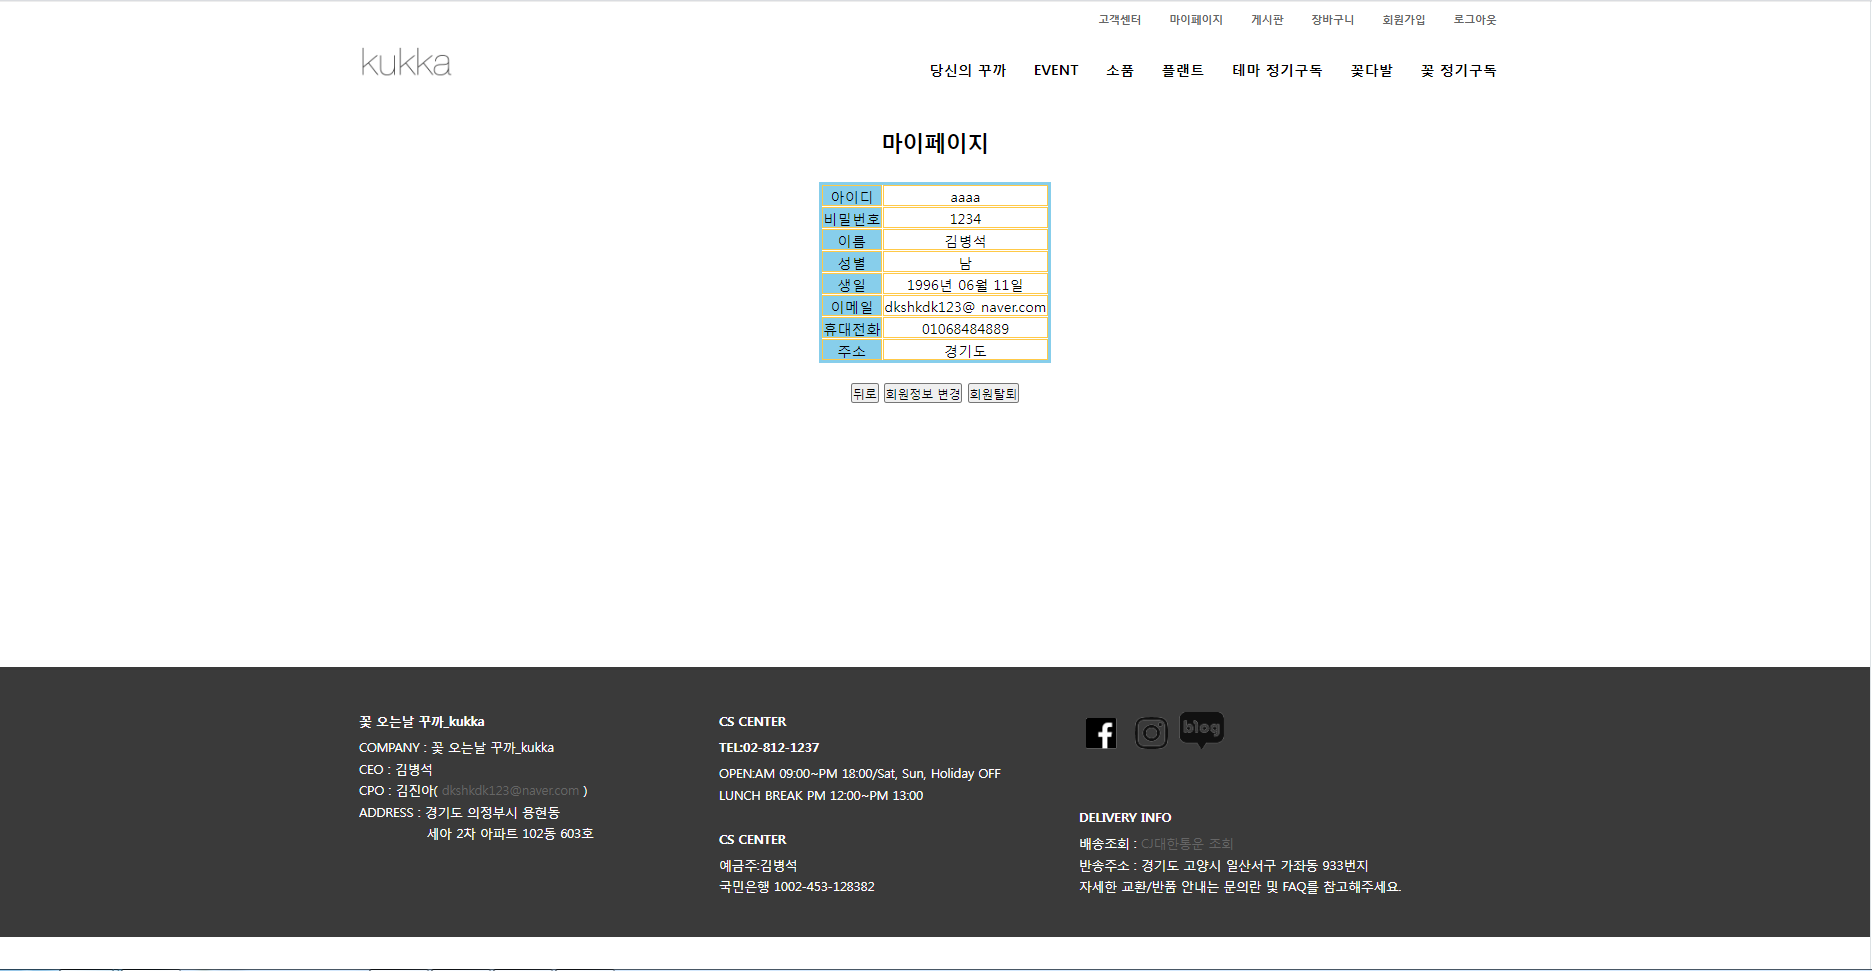 고객센터 마이페이지 게시판 장바구니 회원가입 로그아웃
kukka
당신의 꾸까 EVENT 소품 플랜트 테마 정기구독 꽃다발 꽃 정기구독
마이페이지
아이디 aaaa
비밀번호 1234
이름 김병석
성별 남
생일 1996년 06월 11일
이메일 dkshkdk123@ naver.com
휴대전화 01068484889
주소 경기도
뒤로 회원정보 변경 회원탈퇴
꽃 오는날 꾸까_kukka
COMPANY : 꽃 오는날 꾸까_kukka
CEO : 김병석
CPO : 김진아( dkshkdk123@naver.com )
ADDRESS : 경기도 의정부시 용현동
세아 2차 아파트 102동 603호
CS CENTER
TEL:02-812-1237
OPEN:AM 09:00~PM 18:00/Sat, Sun, Holiday OFF
LUNCH BREAK PM 12:00~PM 13:00
CS CENTER
예금주:김병석
국민은행 1002-453-128382
blog
DELIVERY INFO
배송조회 : CJ대한통운 조회
반송주소 : 경기도 고양시 일산서구 가좌동 933번지
자세한 교환/반품 안내는 문의란 및 FAQ를 참고해주세요.